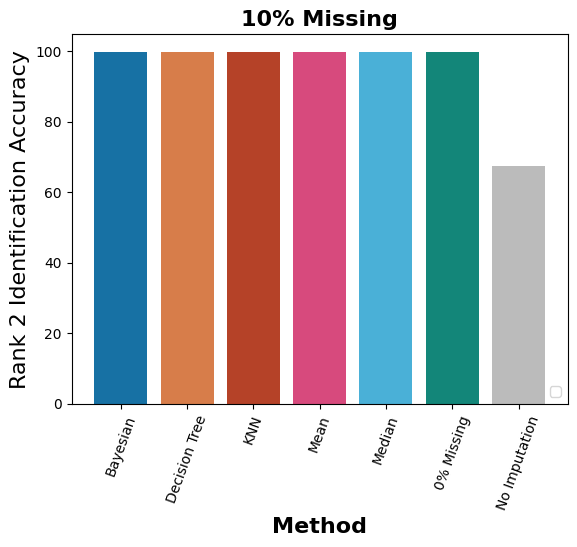 10% Missing
Rank 2 Identification Accuracy
100
80
60
40
20
0
Bayesian
Decision Tree
KNN
Mean
Median
0% Missing
No Imputation
Method